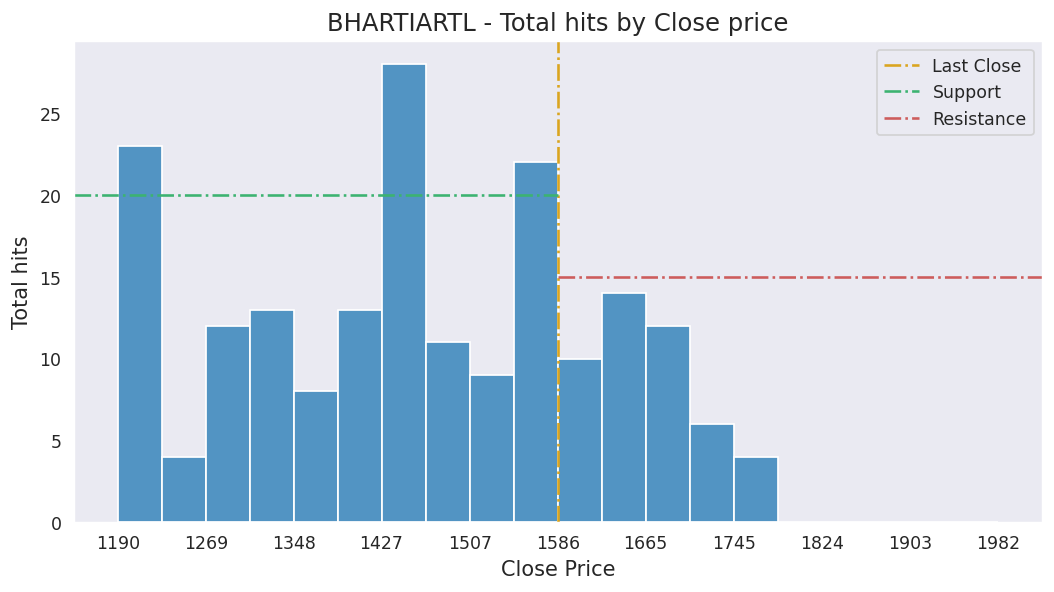 BHARTIARTL - Total hits by Close price
Last Close
Support
Resistance
Total hits
25
20
15
10
5
0
1190 1269 1348 1427 1507 1586 1665 1745 1824 1903 1982
Close Price